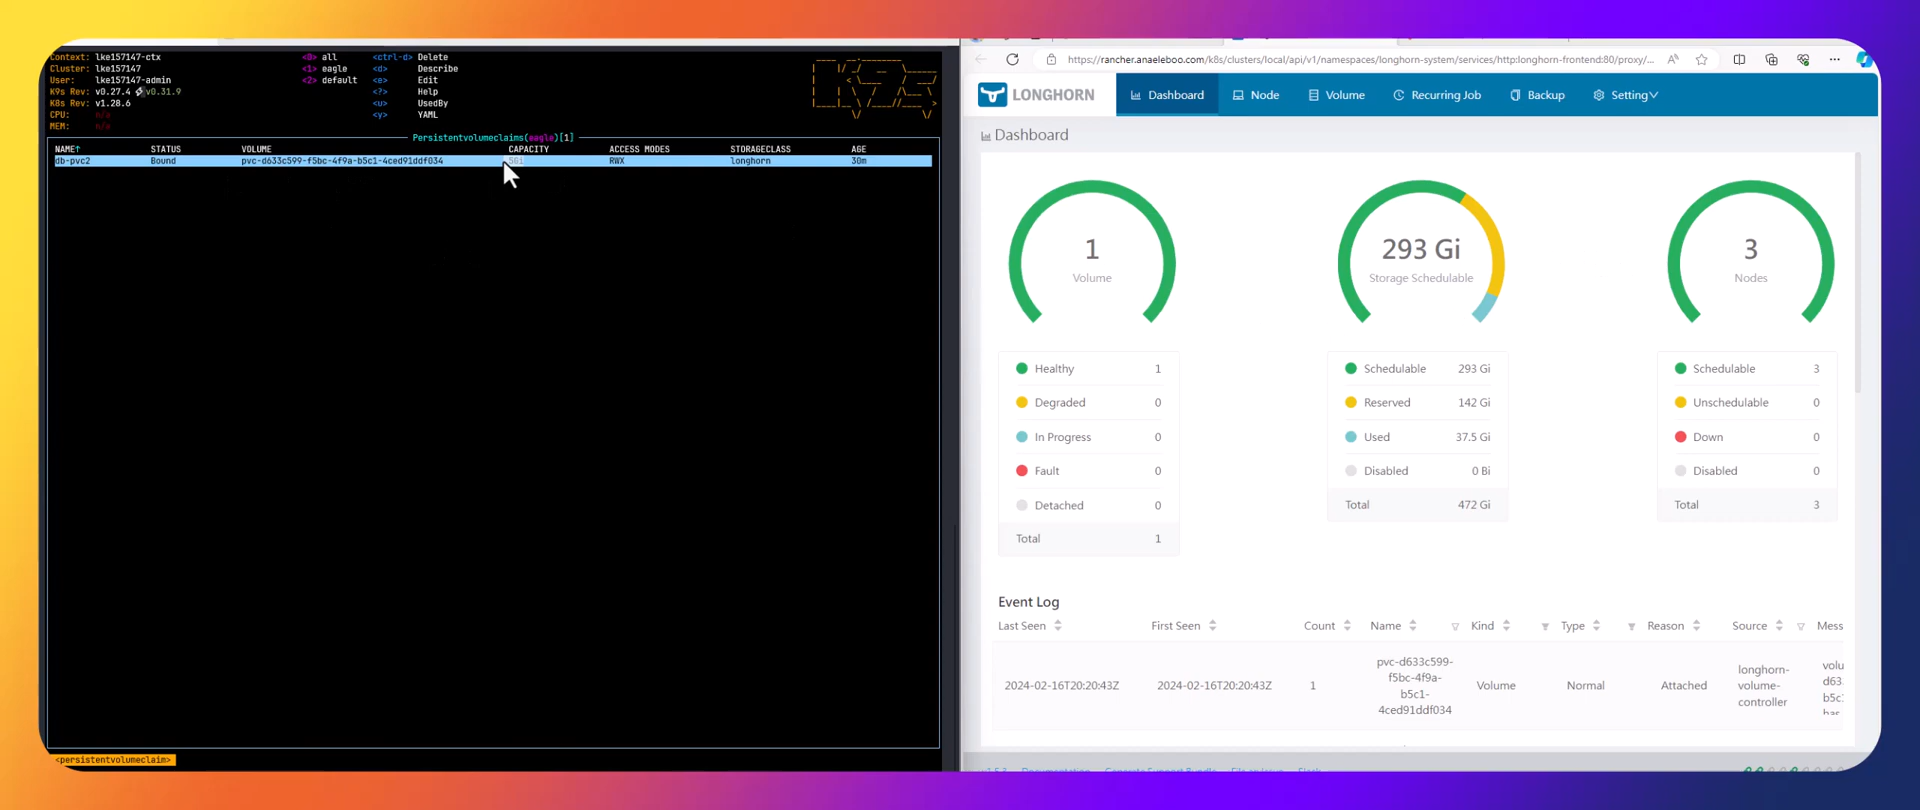 Context: lke157147-ctx
Cluster: lke157147
User: lke157147-admin
K9s Rev: v0.27.4 ⚡v0.31.9
K8s Rev: v1.28.6
CPU: n/a
MEM: n/a
<0> all
<1> eagle
<2> default
<ctrl-d> Delete
<d> Describe
<e> Edit
<?> Help
<u> UsedBy
<y> YAML
Persistentvolumeclaims(eagle)[1]
NAME↑ STATUS VOLUME CAPACITY ACCESS MODES STORAGECLASS AGE
db-pvc2 Bound pvc-d633c599-f5bc-4f9a-b5c1-4ced91ddf034 5Gi RWX longhorn 30m
<persistentvolumeclaim>
https://rancher.anaeleboo.com/k8s/clusters/local/api/v1/namespaces/longhorn-system/services/http:longhorn-frontend:80/proxy/...
LONGHORN Dashboard Node Volume Recurring Job Backup Setting
Dashboard
1
Volume
293 Gi
Storage Schedulable
3
Nodes
Healthy 1
Degraded 0
In Progress 0
Fault 0
Detached 0
Total 1
Schedulable 293 Gi
Reserved 142 Gi
Used 37.5 Gi
Disabled 0 Bi
Total 472 Gi
Schedulable 3
Unschedulable 0
Down 0
Disabled 0
Total 3
Event Log
Last Seen First Seen Count Name Kind Type Reason Source Mess
2024-02-16T20:20:43Z 2024-02-16T20:20:43Z 1
pvc-d633c599-
f5bc-4f9a-
b5c1-
4ced91ddf034
Volume Normal Attached
longhorn-
volume-
controller
volu
d63
b5c1